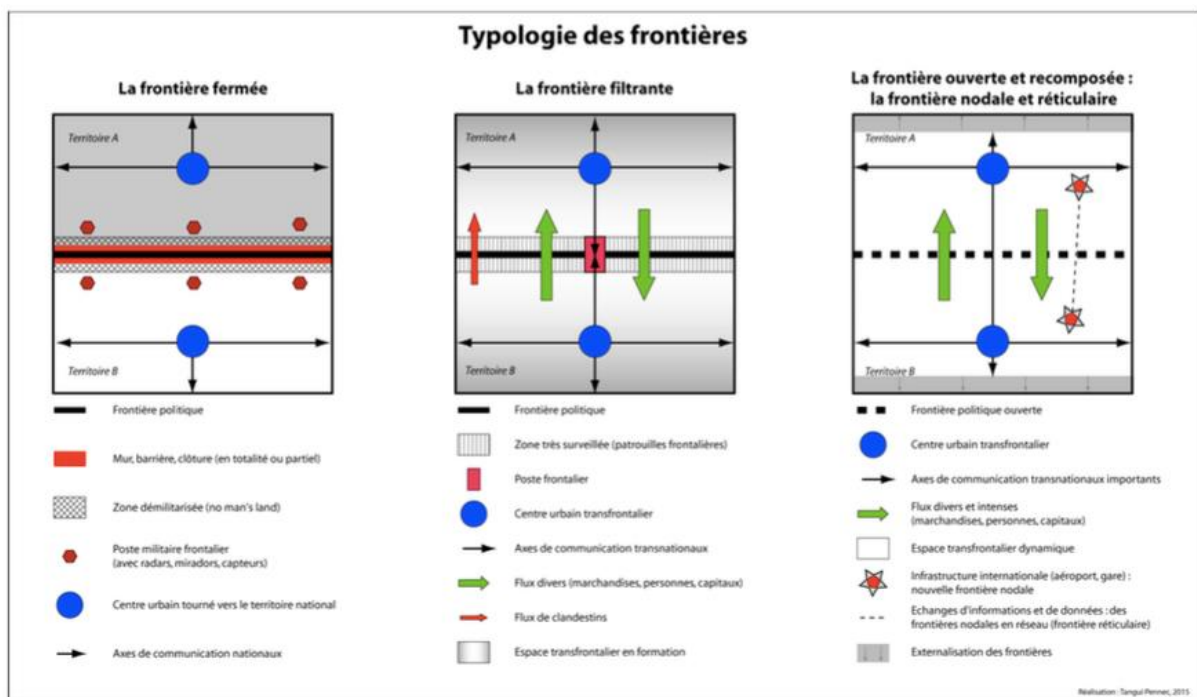 Typologie des frontières
La frontière fermée
Territoire A
Territoire B
Frontière politique
Mur, barrière, clôture (en totalité ou partiel)
Zone démilitarisée (no man's land)
Poste militaire frontalier
(avec radars, miradors, capteurs)
Centre urbain tourné vers le territoire national
Axes de communication nationaux
La frontière filtrante
Territoire A
Territoire B
Frontière politique
Zone très surveillée (patrouilles frontalières)
Poste frontalier
Centre urbain transfrontalier
Axes de communication transnationaux
Flux divers (marchandises, personnes, capitaux)
Flux de clandestins
Espace transfrontalier en formation
La frontière ouverte et recomposée :
la frontière nodale et réticulaire
Territoire A
Territoire B
Frontière politique ouverte
Centre urbain transfrontalier
Axes de communication transnationaux importants
Flux divers et intenses
(marchandises, personnes, capitaux)
Espace transfrontalier dynamique
Infrastructure internationale (aéroport, gare) :
nouvelle frontière nodale
Echanges d'informations et de données : des
frontières nodales en réseau (frontière réticulaire)
Externalisation des frontières
Réalisation : Tangui Pennec, 2015